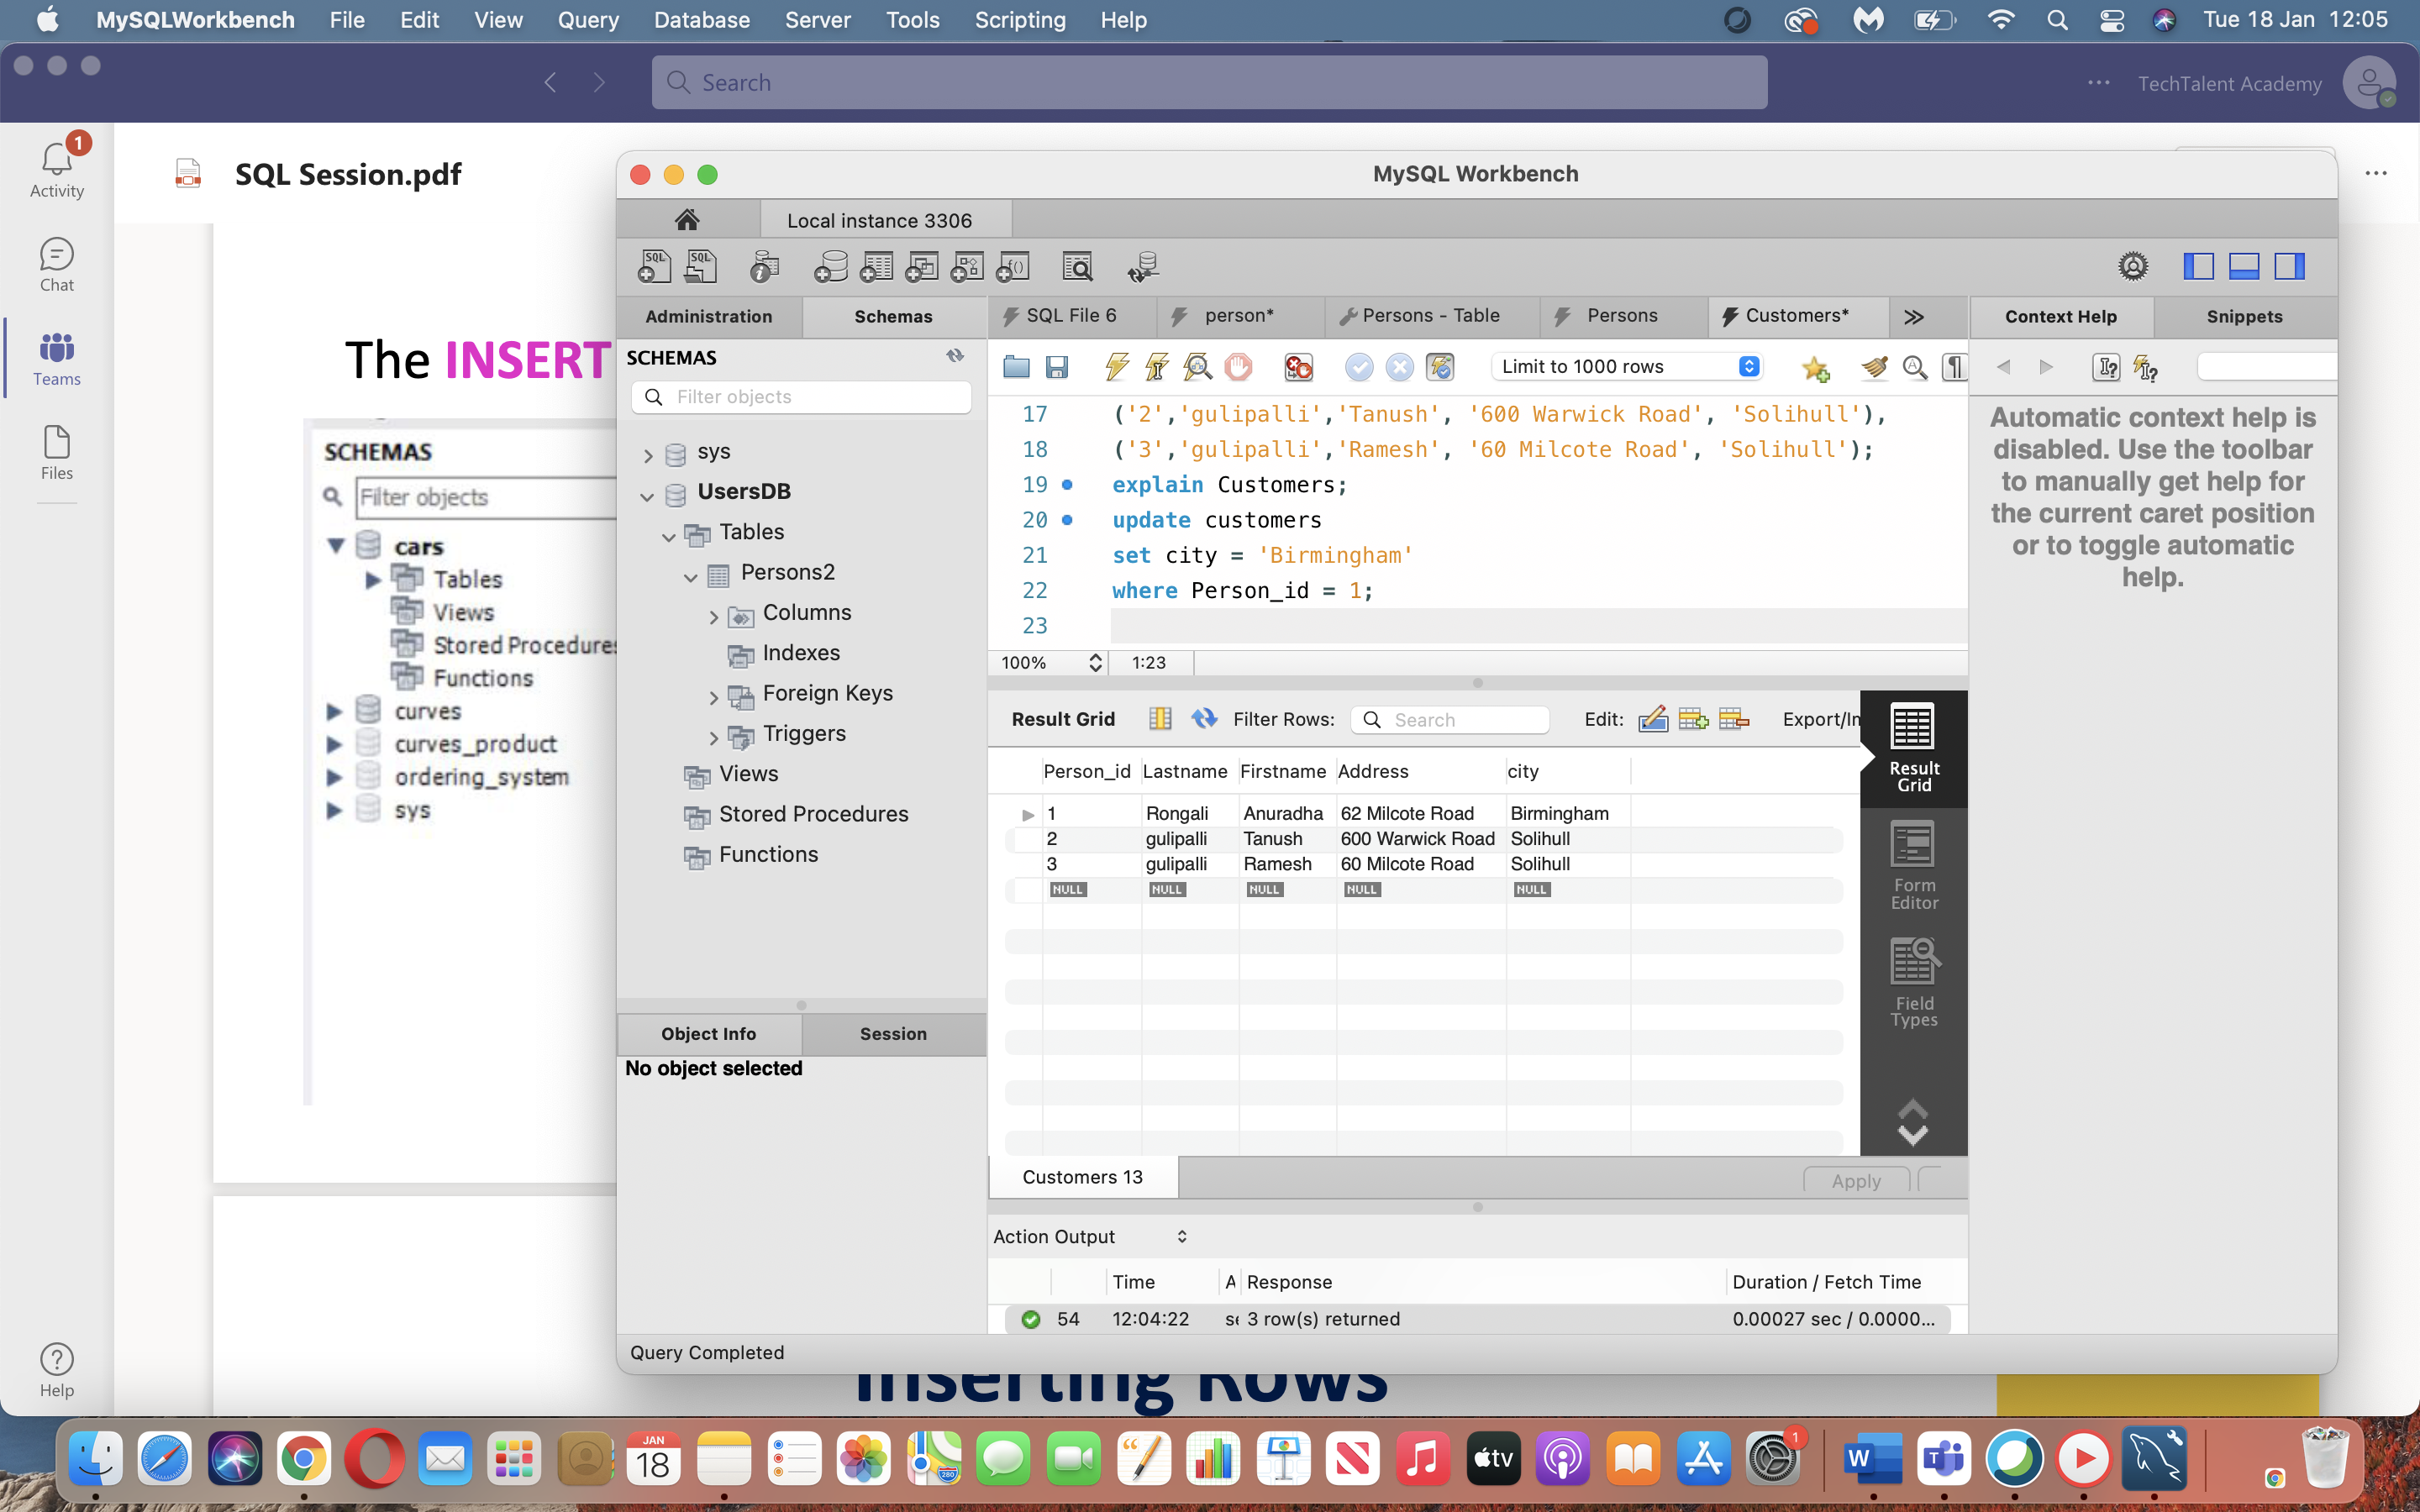 MySQLWorkbench File Edit View Query Database Server Tools Scripting Help Tue 18 Jan 12:05
Search
TechTalent Academy
1
Activity
Chat
Teams
Files
Help
SQL Session.pdf
The INSERT
SCHEMAS
Filter objects
cars
Tables
Views
Stored Procedures
Functions
curves
curves_product
ordering_system
sys
MySQL Workbench
Local instance 3306
Administration Schemas
SCHEMAS
Filter objects
sys
UsersDB
Tables
Persons2
Columns
Indexes
Foreign Keys
Triggers
Views
Stored Procedures
Functions
Object Info Session
No object selected
SQL File 6 person* Persons - Table Persons Customers*
Limit to 1000 rows
17 ('2','gulipalli','Tanush', '600 Warwick Road', 'Solihull'),
18 ('3','gulipalli','Ramesh', '60 Milcote Road', 'Solihull');
19 explain Customers;
20 update customers
21 set city = 'Birmingham'
22 where Person_id = 1;
23
100% 1:23
Result Grid Filter Rows: Search Edit: Export/In
Person_id Lastname Firstname Address city
1 Rongali Anuradha 62 Milcote Road Birmingham
2 gulipalli Tanush 600 Warwick Road Solihull
3 gulipalli Ramesh 60 Milcote Road Solihull
NULL NULL NULL NULL NULL
Result
Grid
Form
Editor
Field
Types
Customers 13
Apply
Action Output
Time A Response Duration / Fetch Time
54 12:04:22 se 3 row(s) returned 0.00027 sec / 0.0000...
Query Completed
Context Help Snippets
Automatic context help is
disabled. Use the toolbar
to manually get help for
the current caret position
or to toggle automatic
help.
Inserting Rows
JAN
18
280
tv
1
W